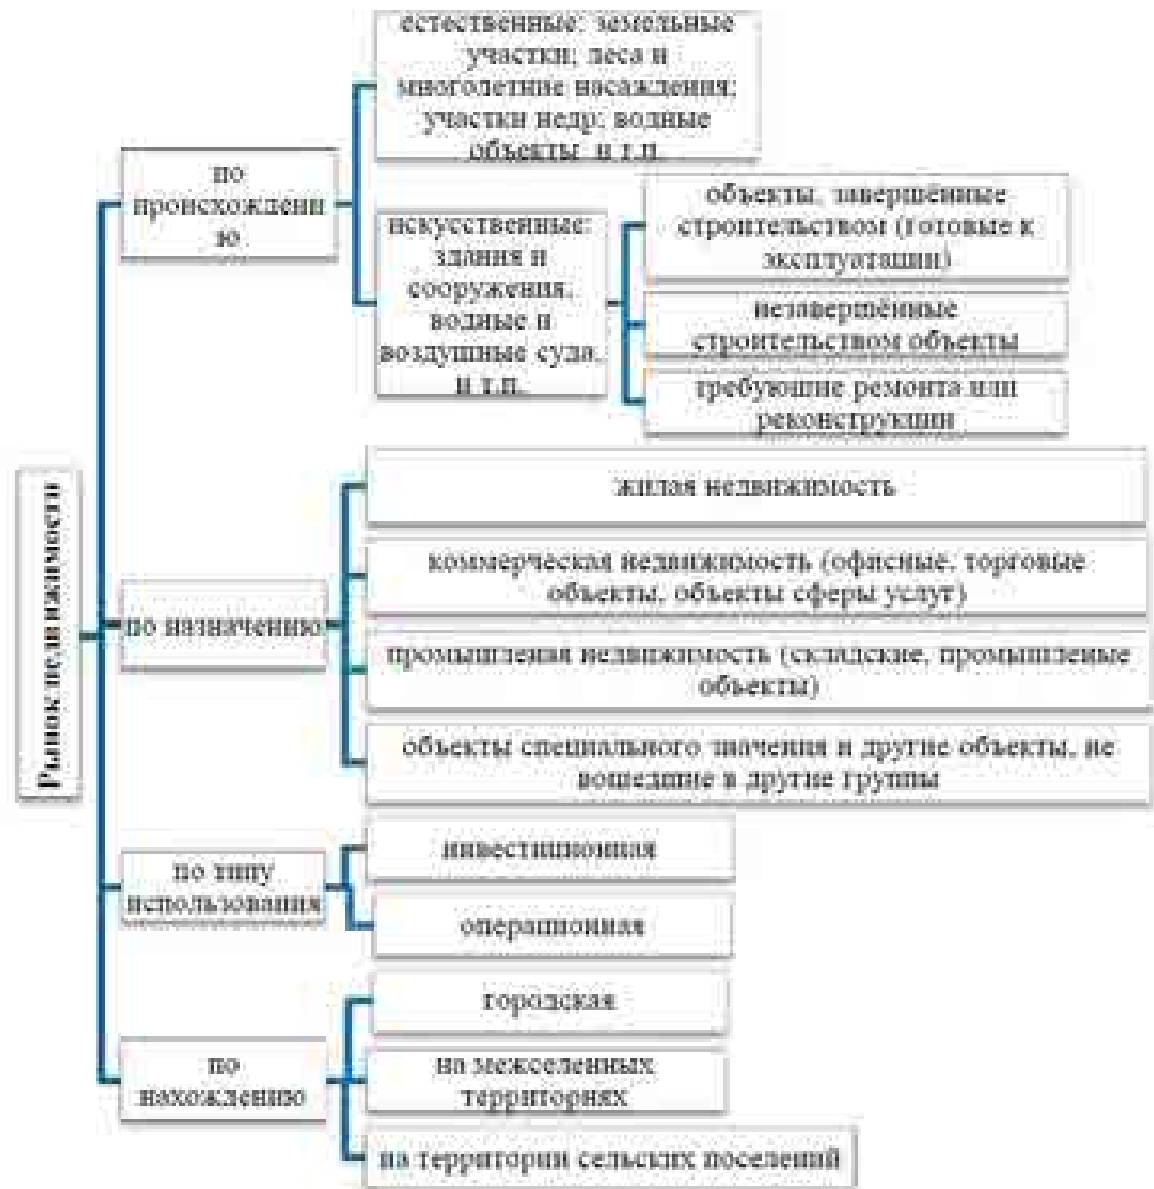 естественные: земельные
участки; леса и
многолетние насаждения;
участки недр; водные
объекты и т.п.
по
происхождени
ю
искусственные:
здания и
сооружения,
водные и
воздушные суда,
и т.п.
объекты, завершённые
строительством (готовые к
эксплуатации)
незавершённые
строительством объекты
требующие ремонта или
реконструкции
Рынок недвижимости
по назначению
жилая недвижимость
коммерческая недвижимость (офисные, торговые
объекты, объекты сферы услуг)
промышленая недвижимость (складские, промышленые
объекты)
объекты специального значения и другие объекты, не
вошедшие в другие группы
по типу
использования
инвестиционная
операционная
по
нахождению
городская
на межселенных
территориях
на территории сельских поселений